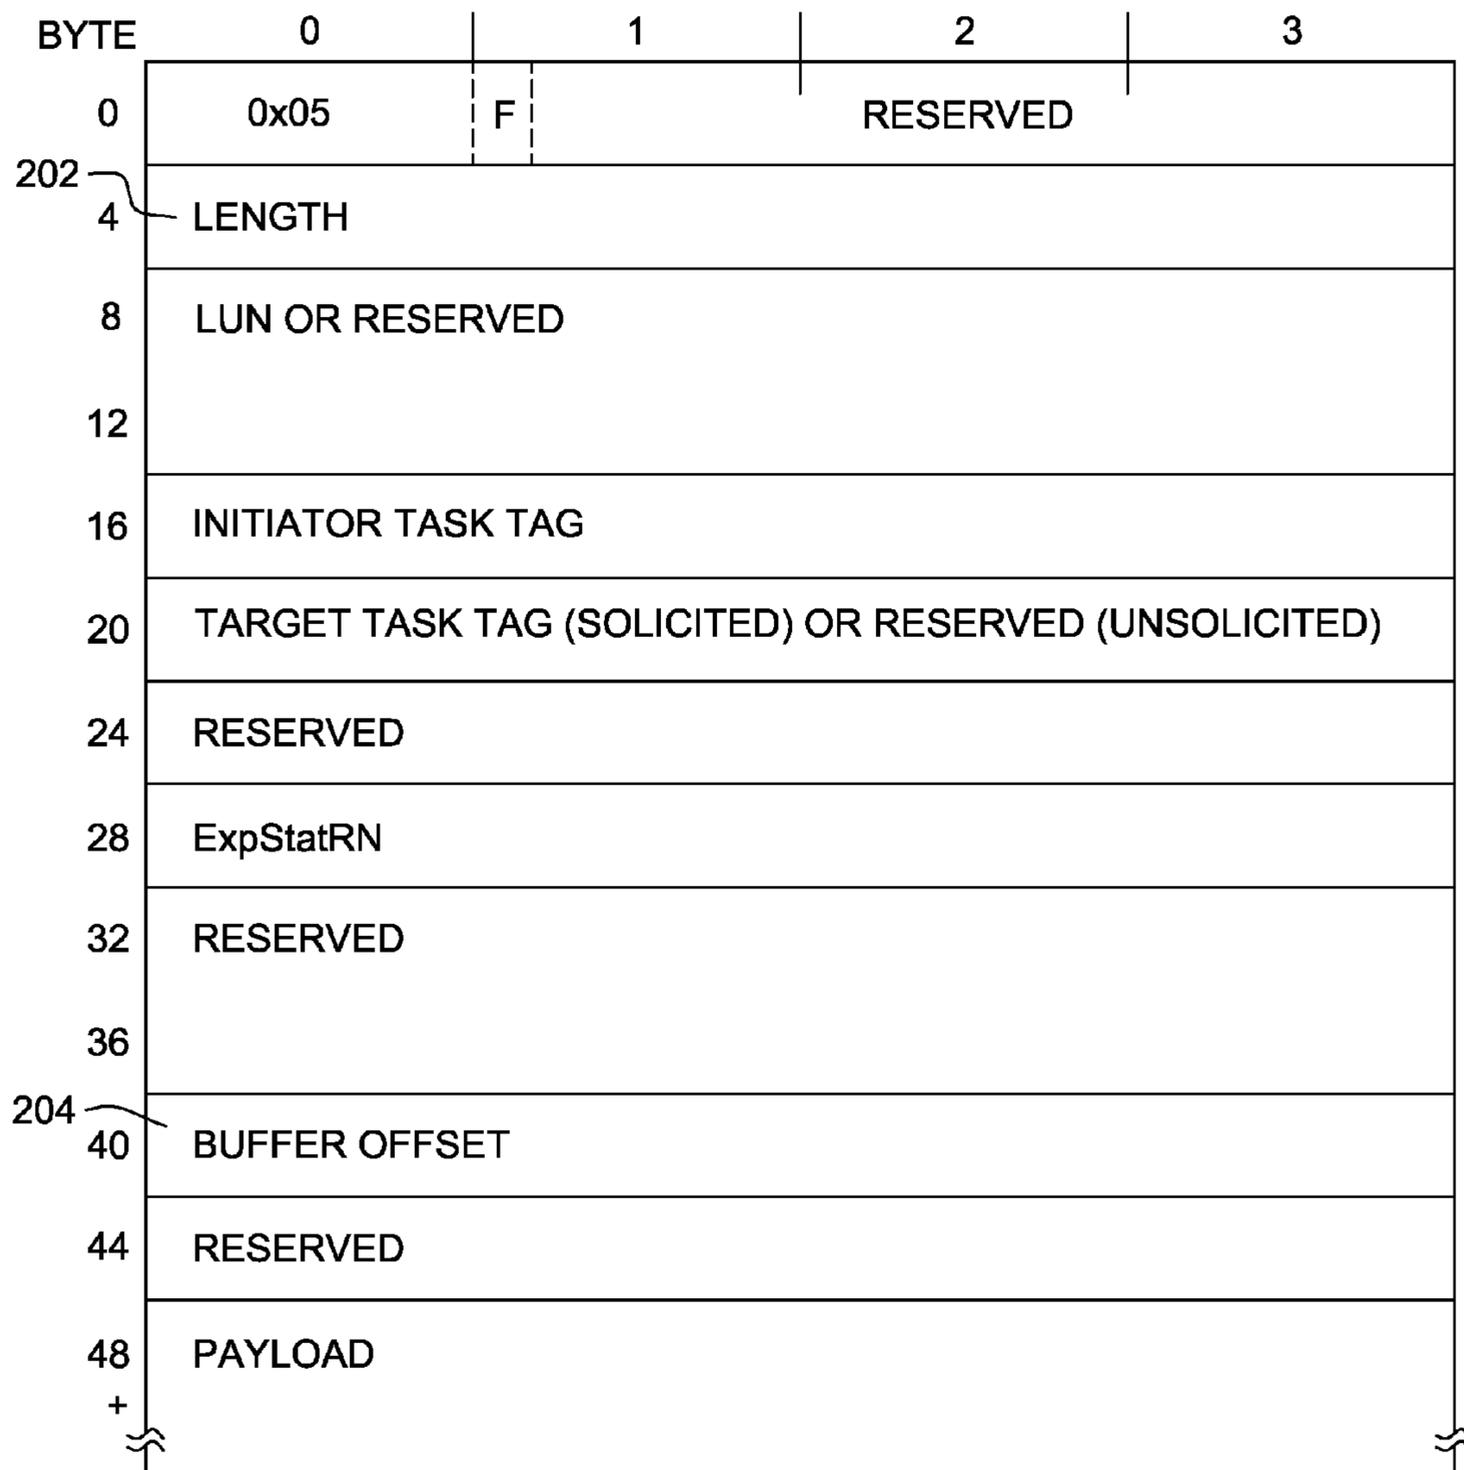 BYTE 0 1 2 3
0 0x05 F RESERVED
202
4 LENGTH
8 LUN OR RESERVED
12
16 INITIATOR TASK TAG
20 TARGET TASK TAG (SOLICITED) OR RESERVED (UNSOLICITED)
24 RESERVED
28 ExpStatRN
32 RESERVED
36
204
40 BUFFER OFFSET
44 RESERVED
48 PAYLOAD
+